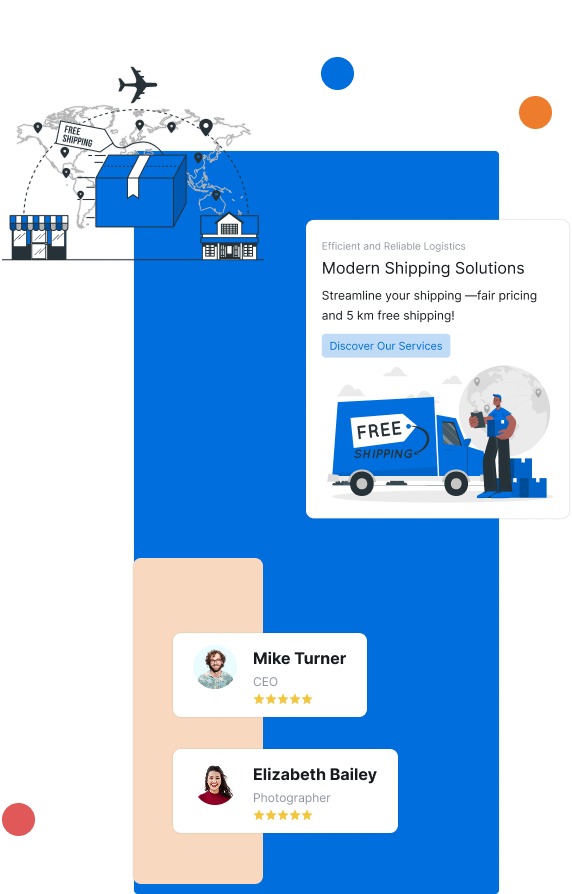 FREE
SHIPPING
Efficient and Reliable Logistics
Modern Shipping Solutions
Streamline your shipping —fair pricing
and 5 km free shipping!
Discover Our Services
FREE
SHIPPING
Mike Turner
CEO
Elizabeth Bailey
Photographer